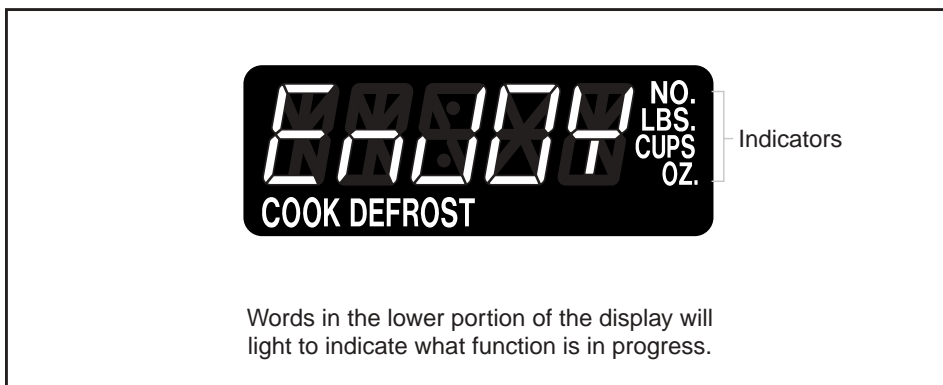 EnJOY
NO.
LBS.
CUPS
OZ.
Indicators
COOK DEFROST
Words in the lower portion of the display will
light to indicate what function is in progress.